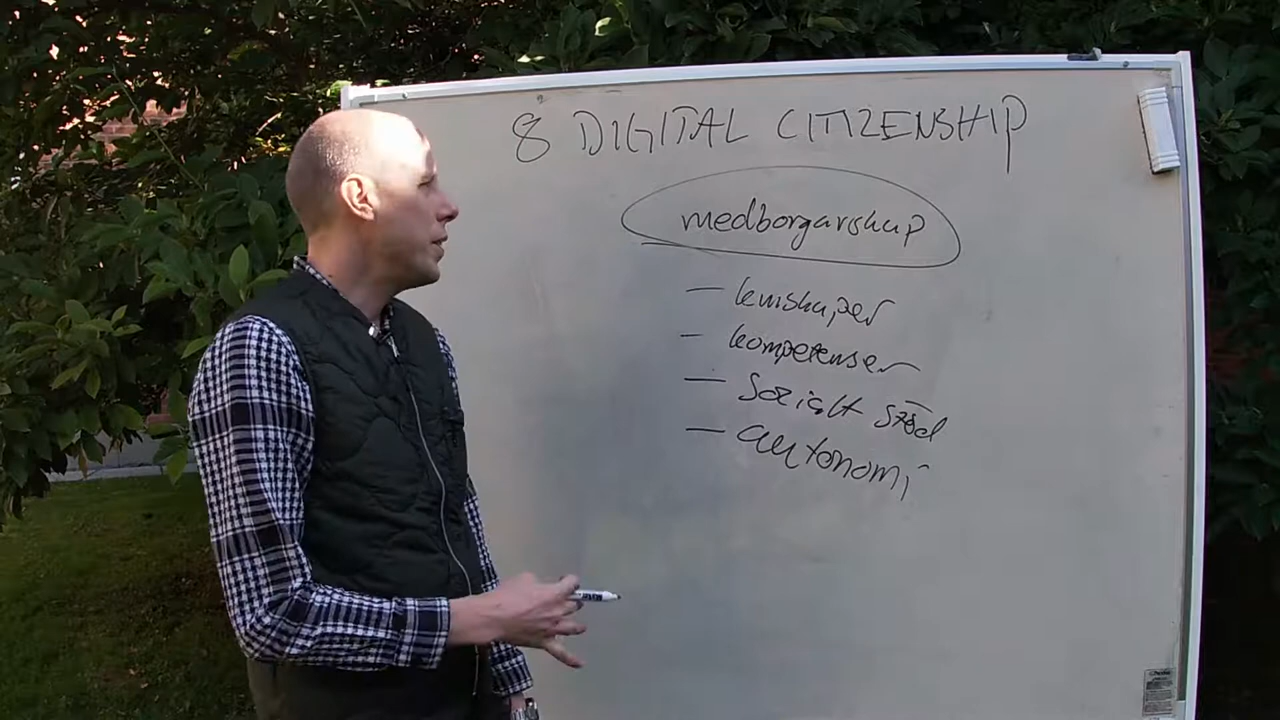 8 DIGITAL CITIZENSHIP
medborgarskap
– kunskaper
– kompetenser
– Socialt stöd
– autonomi